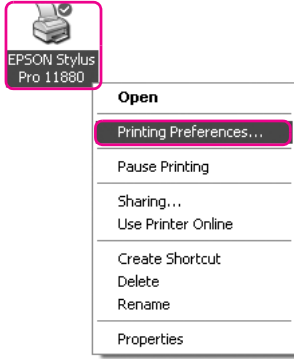 EPSON Stylus
Pro 11880
Open
Printing Preferences...
Pause Printing
Sharing...
Use Printer Online
Create Shortcut
Delete
Rename
Properties